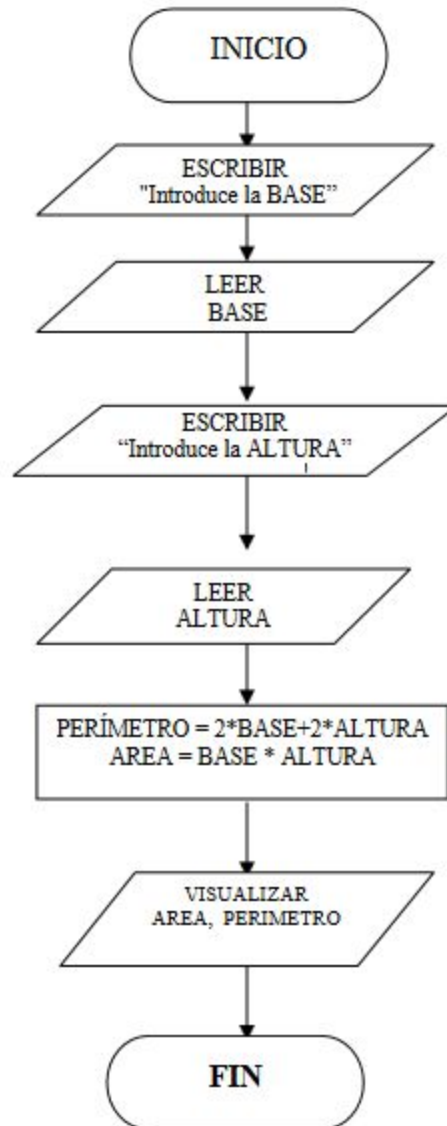 INICIO
ESCRIBIR
"Introduce la BASE”
LEER
BASE
ESCRIBIR
“Introduce la ALTURA”
LEER
ALTURA
PERÍMETRO = 2*BASE+2*ALTURA
AREA = BASE * ALTURA
VISUALIZAR
AREA, PERIMETRO
FIN